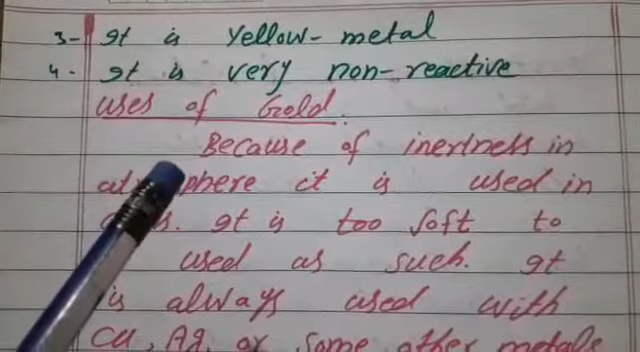 3- It is yellow-metal
4. It is very non-reactive
uses of Gold.
Because of inertness in
it is used in
It is too soft to
used as such. It
is always used with
Cu, Ag, or some other metals